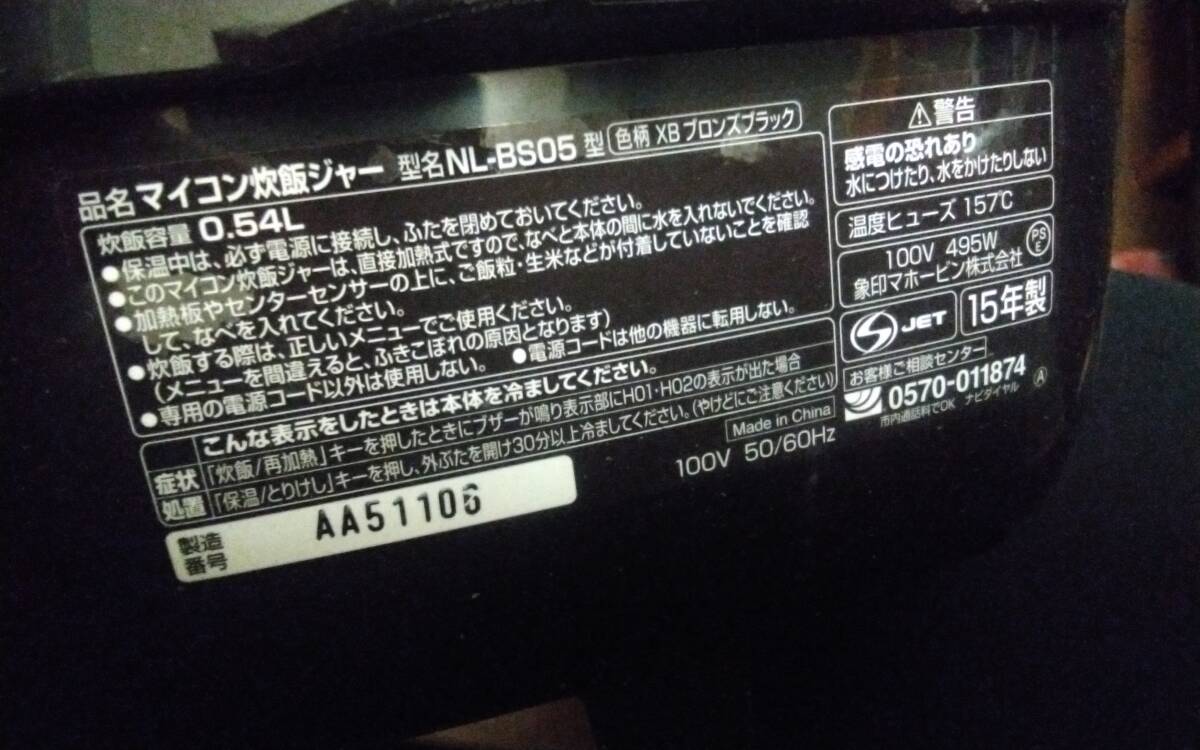 品名 マイコン炊飯ジャー 型名 NL-BS05 型 色柄 XB ブロンズブラック
炊飯容量 0.54L
●保温中は、必ず電源に接続し、ふたを閉めておいてください。
●このマイコン炊飯ジャーは、直接加熱式ですので、なべと本体の間に水を入れないでください。
●加熱板やセンターセンサーの上に、ご飯粒・生米などが付着していないことを確認
して、なべを入れてください。
●炊飯する際は、正しいメニューでご使用ください。
(メニューを間違えると、ふきこぼれの原因となります)
●専用の電源コード以外は使用しない。 ●電源コードは他の機器に転用しない。
こんな表示をしたときは本体を冷ましてください。
症状 「炊飯/再加熱」キーを押したときにブザーが鳴り表示部にH01・H02の表示が出た場合
処置 「保温/とりけし」キーを押し、外ぶたを開け30分以上冷ましてください。(やけどにご注意ください)
製造
番号
AA51106
Made in China
100V 50/60Hz
⚠警告
感電の恐れあり
水につけたり、水をかけたりしない
温度ヒューズ 157℃
100V 495W
象印マホービン株式会社
PS
E
JET
15年製
お客様ご相談センター
0570-011874
市内通話料でOK ナビダイヤル
Ⓐ